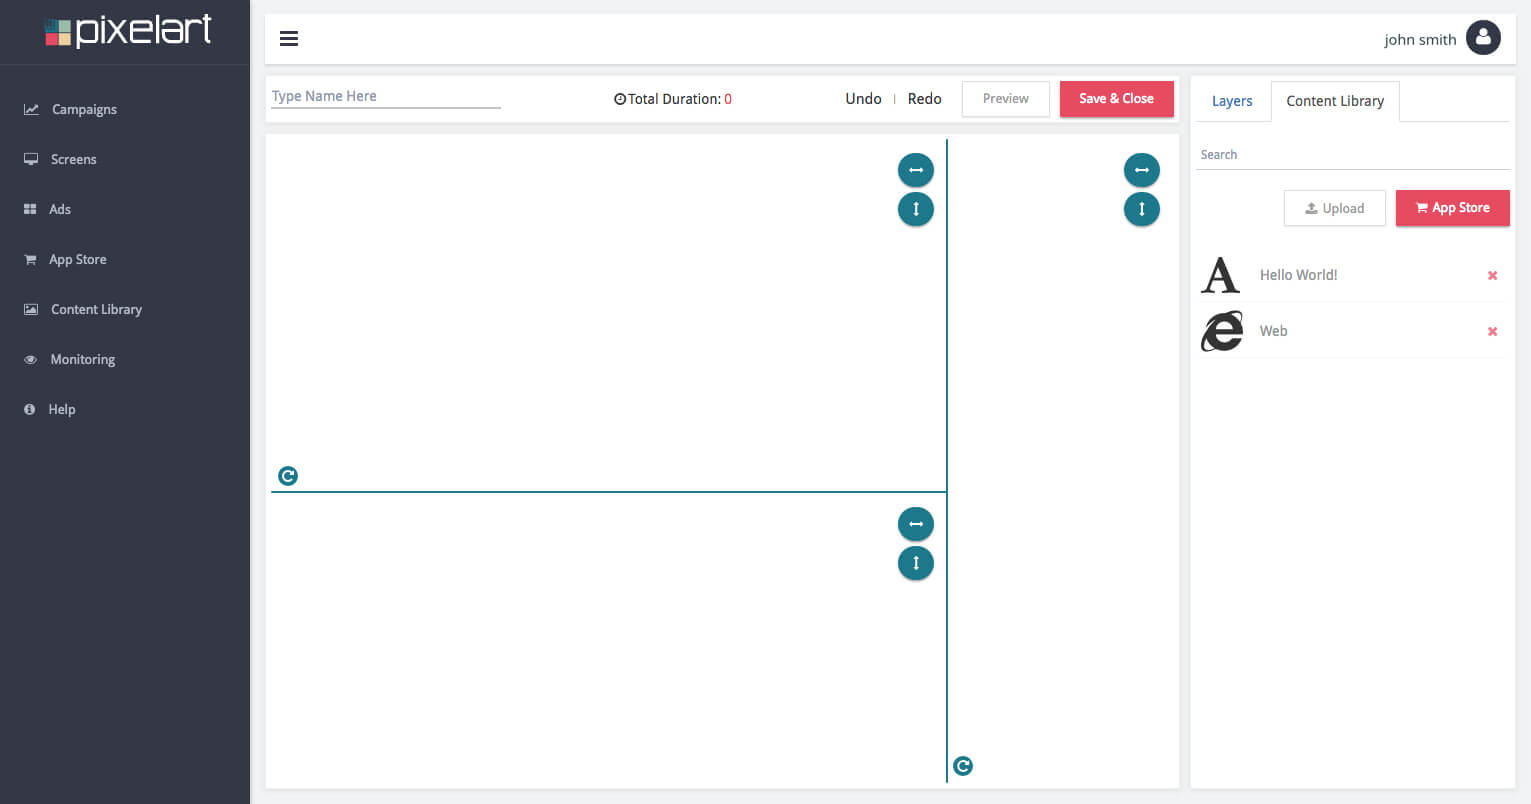 pixelart
john smith
Campaigns
Screens
Ads
App Store
Content Library
Monitoring
Help
Type Name Here
Total Duration: 0
Undo | Redo
Preview
Save & Close
Layers
Content Library
Search
Upload
App Store
A Hello World!
Web